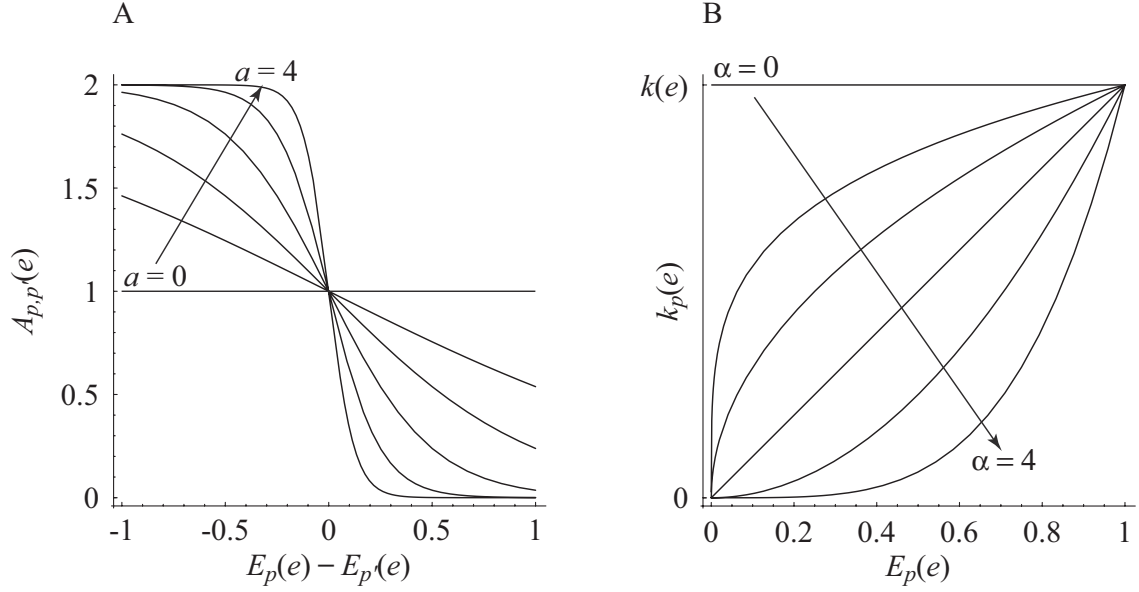 A
a = 4
2
1.5
a = 0
1
0.5
0
A_{p,p'}(e)
-1 -0.5 0 0.5 1
E_p(e) − E_{p'}(e)
B
α = 0
k(e)
k_p(e)
α = 4
0
0 0.2 0.4 0.6 0.8 1
E_p(e)